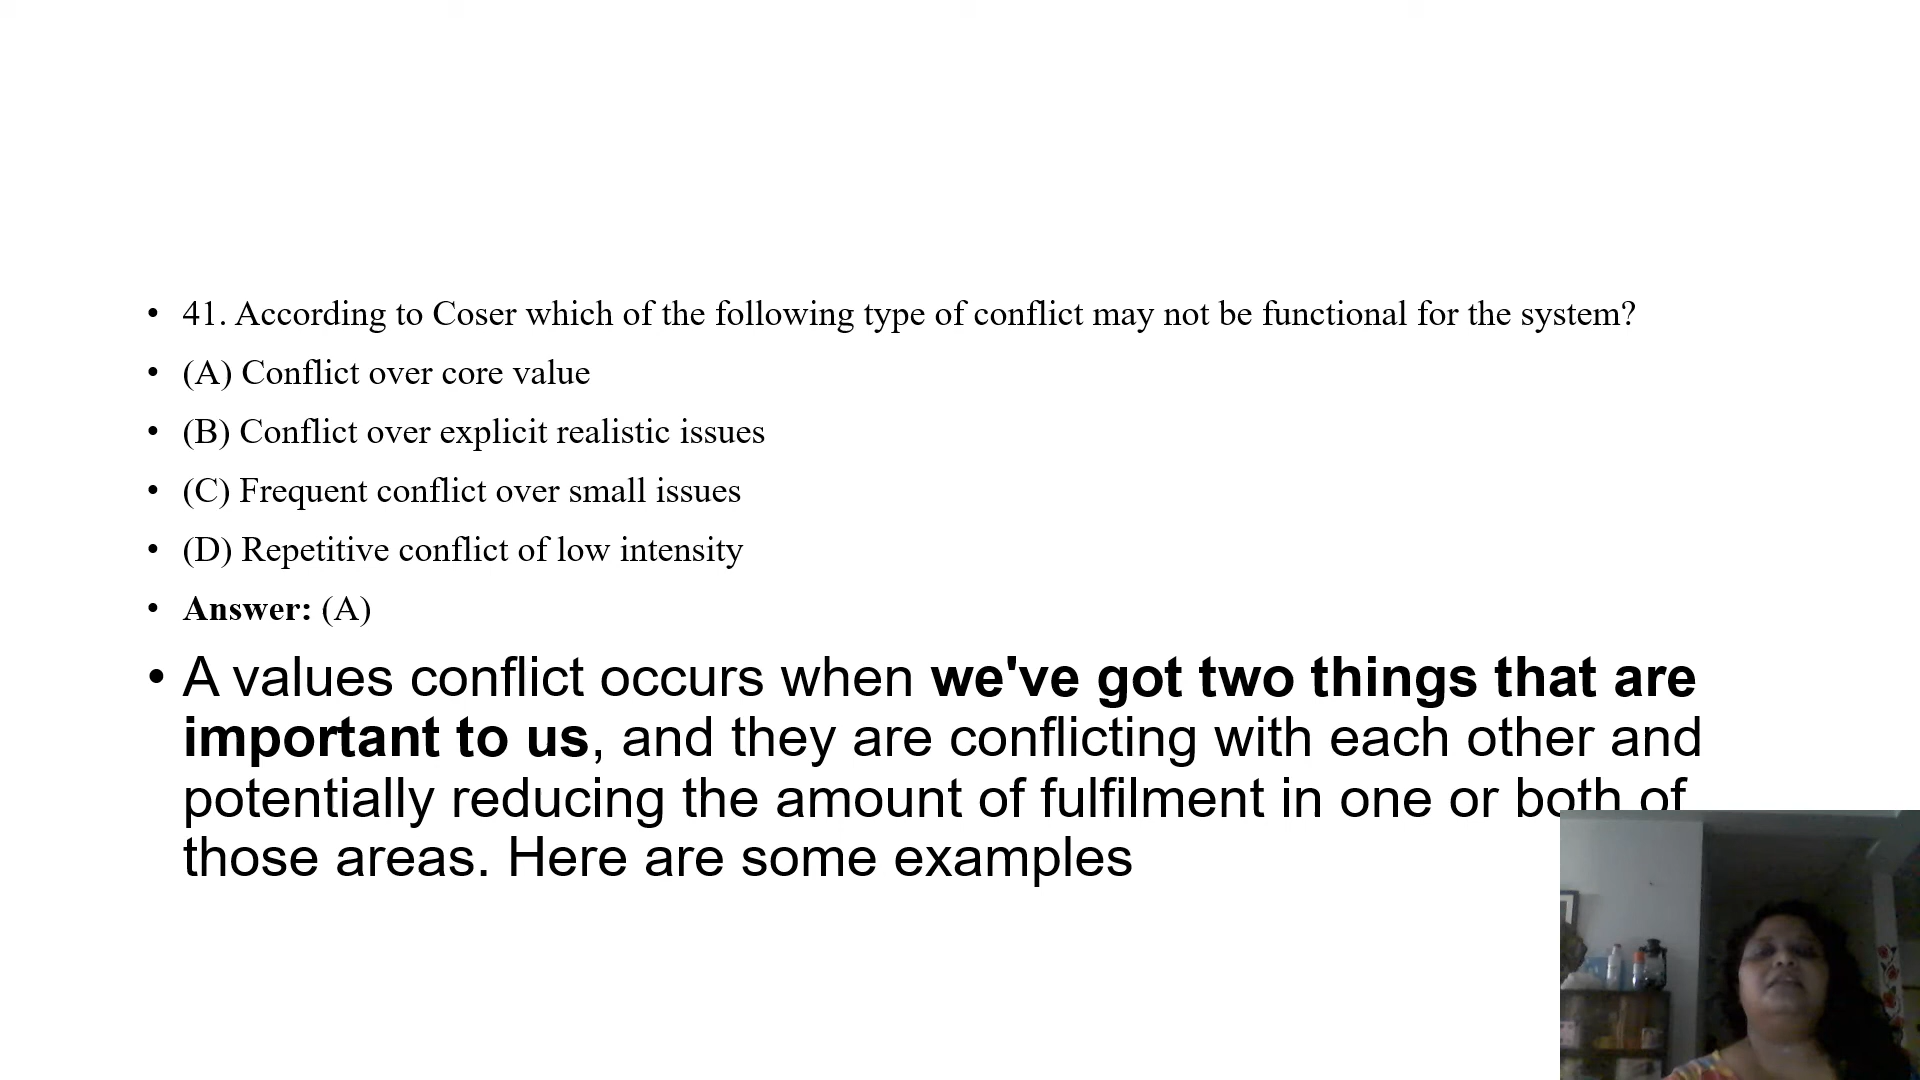 • 41. According to Coser which of the following type of conflict may not be functional for the system?
• (A) Conflict over core value
• (B) Conflict over explicit realistic issues
• (C) Frequent conflict over small issues
• (D) Repetitive conflict of low intensity
• Answer: (A)
• A values conflict occurs when we've got two things that are
important to us, and they are conflicting with each other and
potentially reducing the amount of fulfilment in one or both of
those areas. Here are some examples